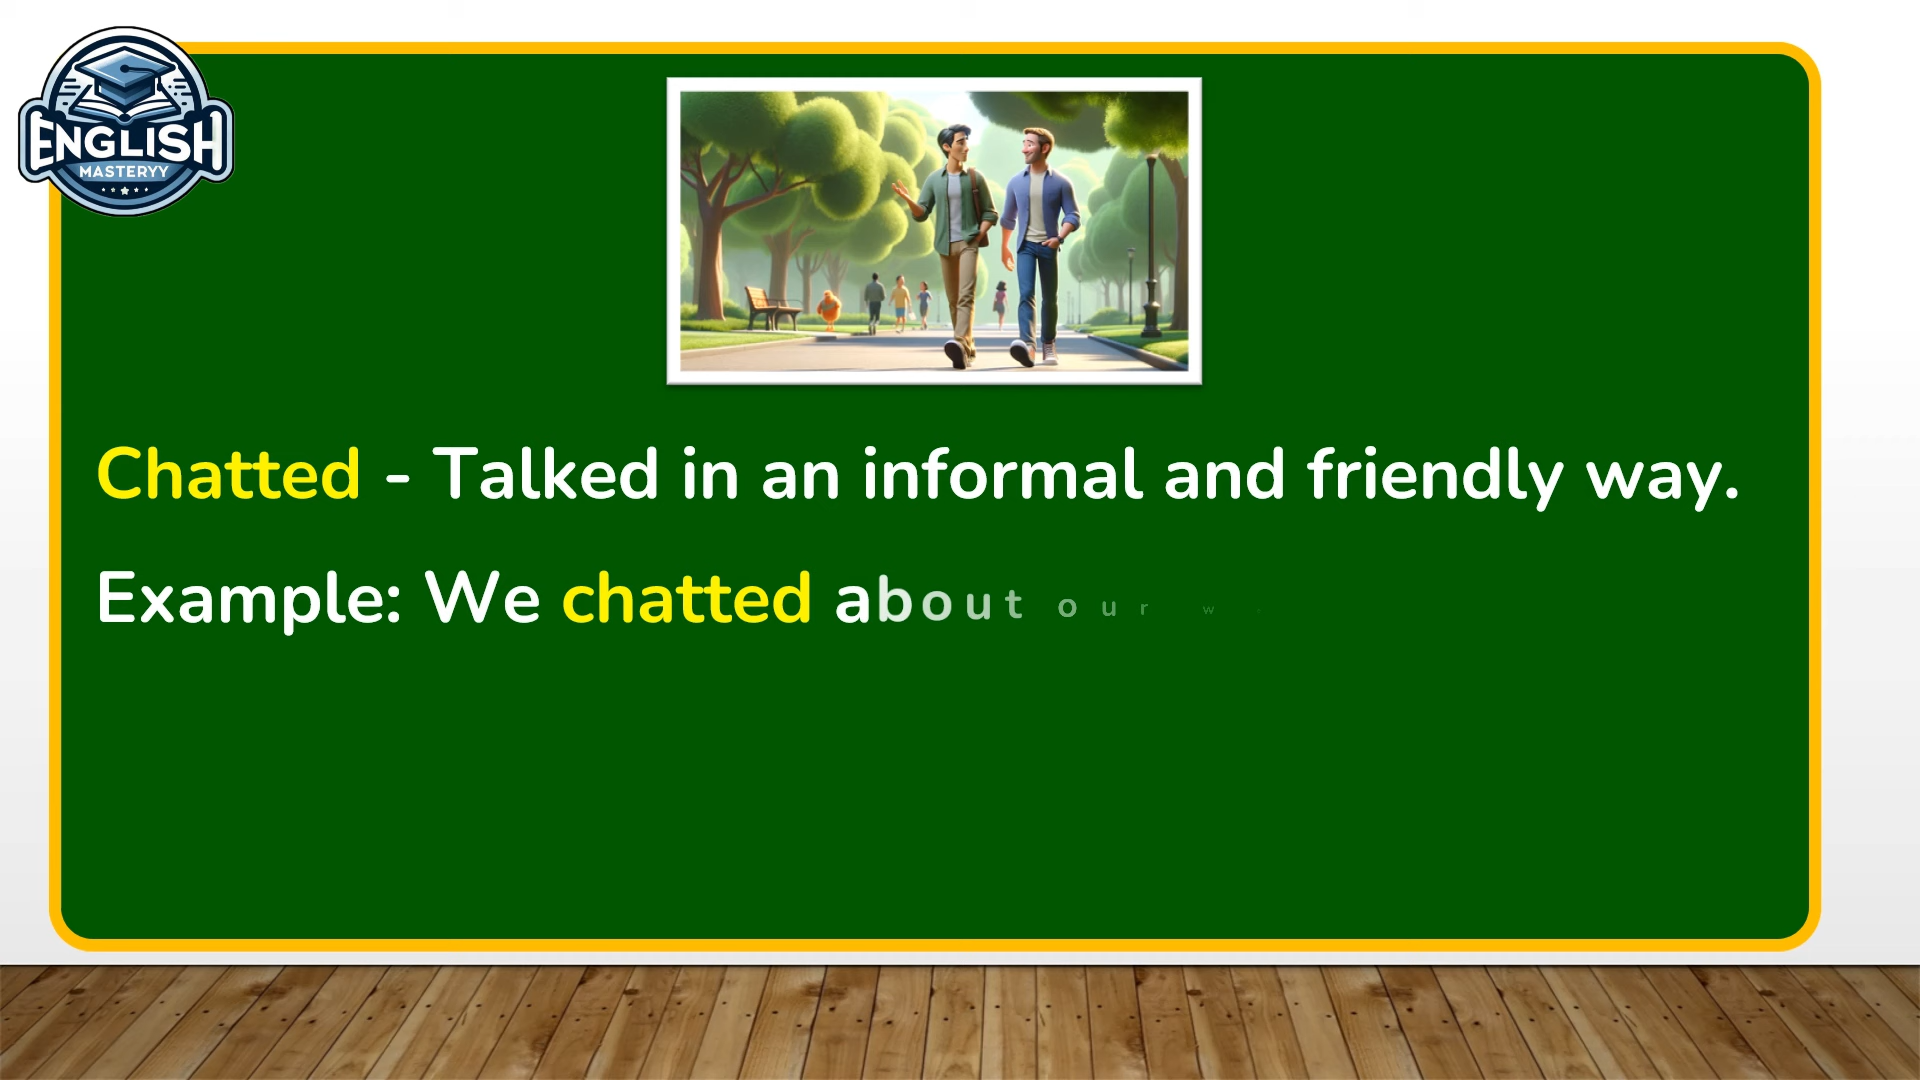 ENGLISH
MASTERYY
Chatted - Talked in an informal and friendly way.
Example: We chatted about our